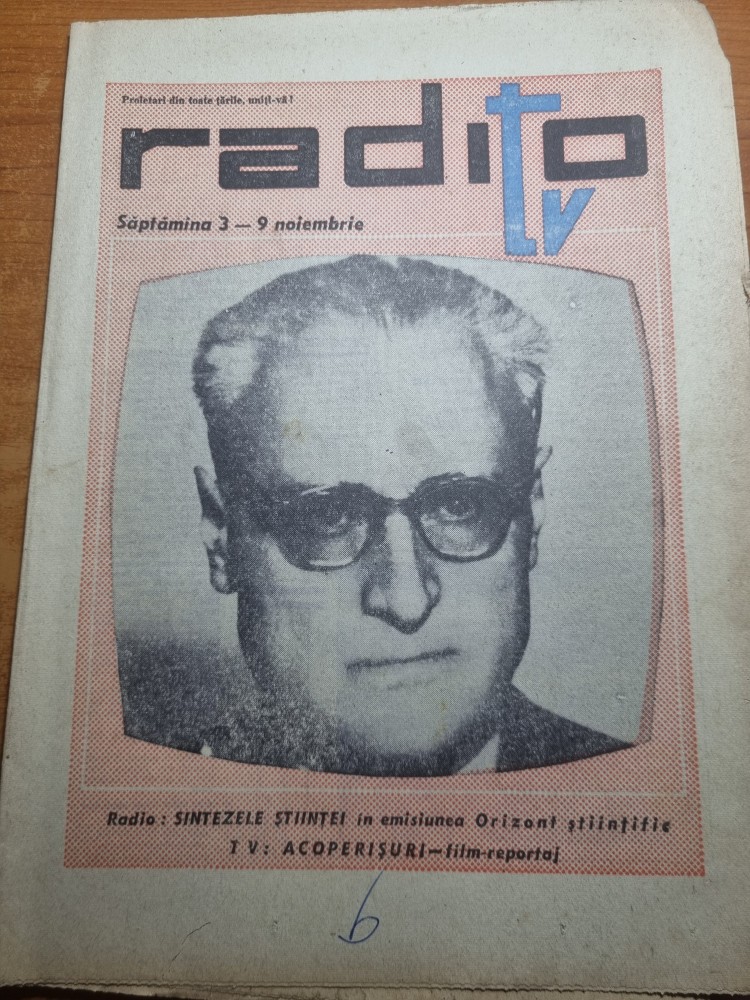 Proletari din toate țările, uniți-vă!
radio
tv
Săptămîna 3 — 9 noiembrie
Radio: SINTEZELE ȘTIINȚEI în emisiunea Orizont științific
TV: ACOPERIȘURI—film-reportaj
6